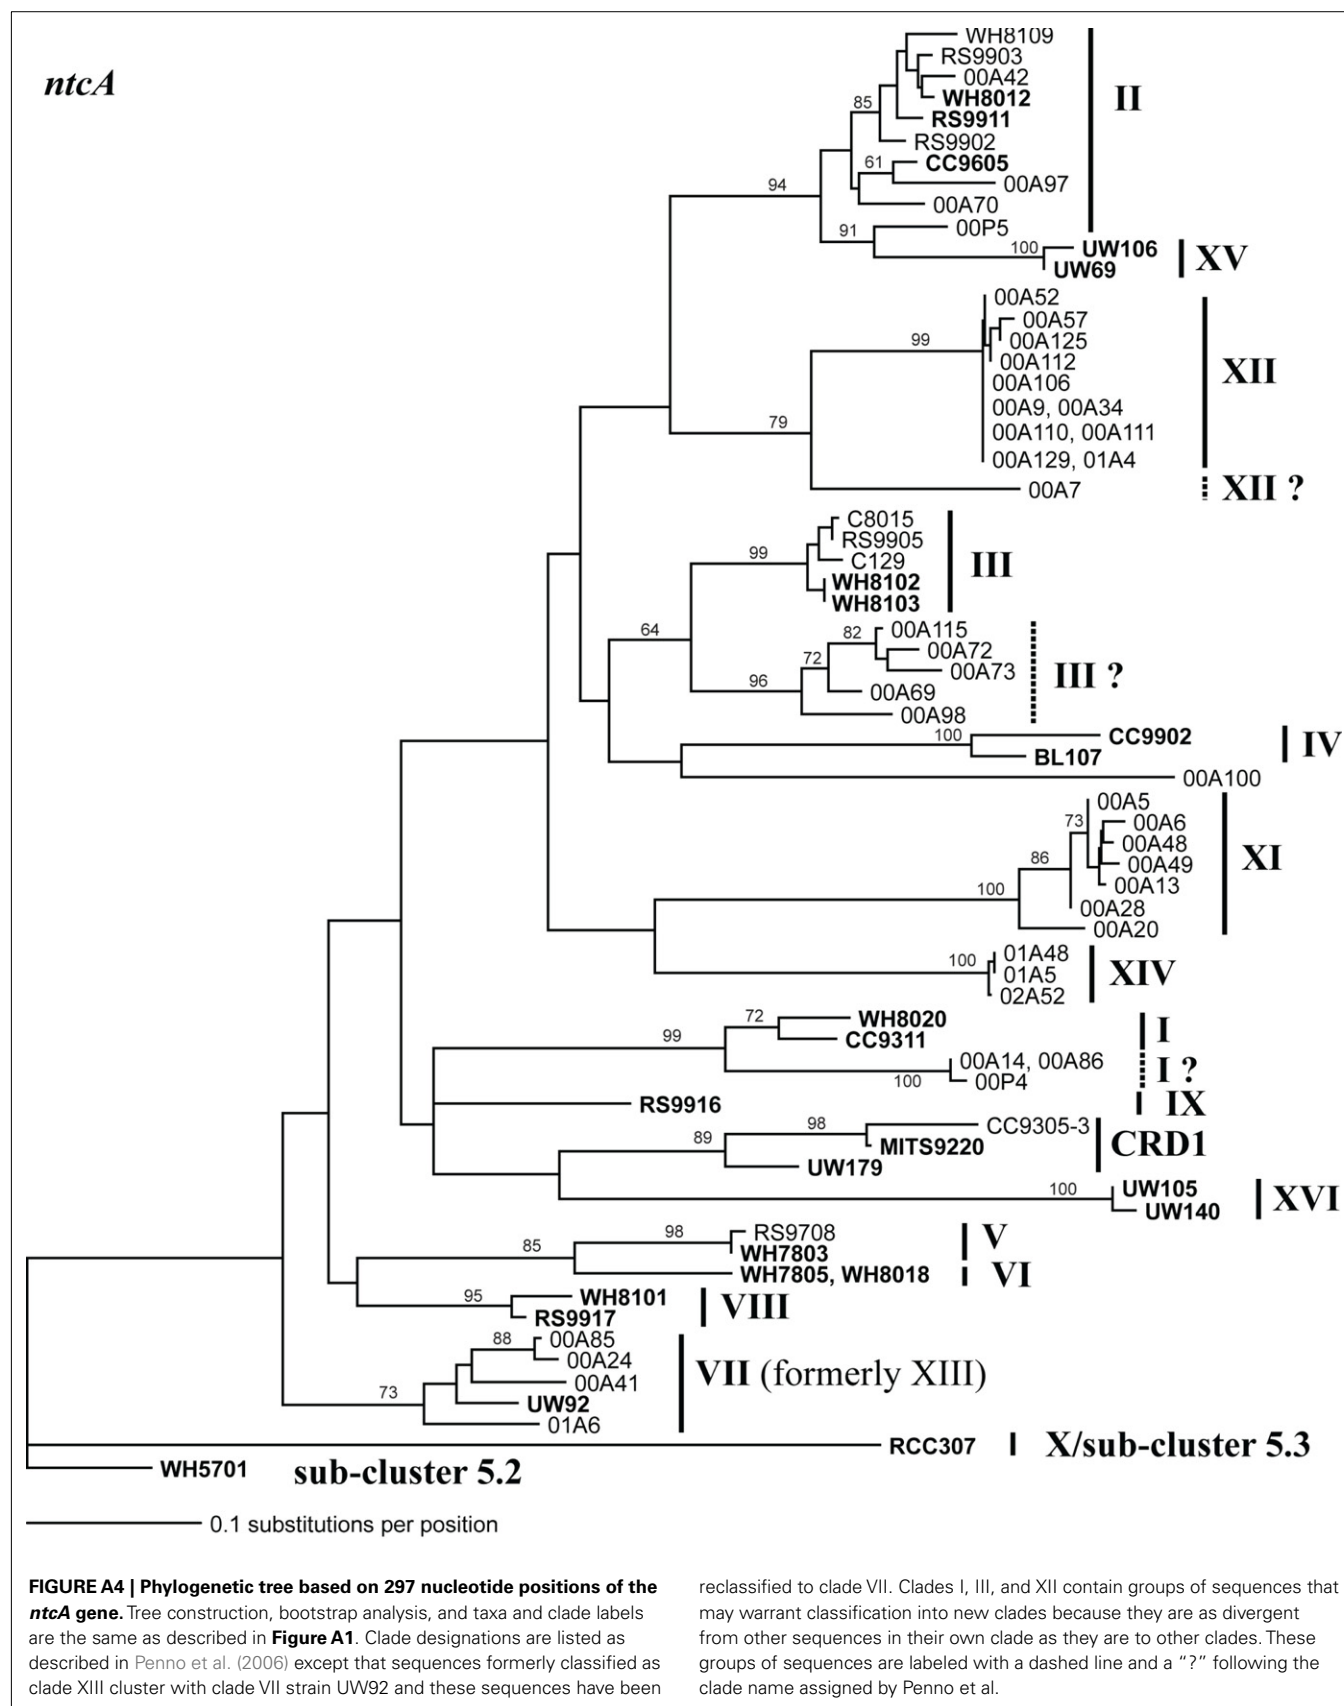 ntcA
WH8109
RS9903
00A42
WH8012
RS9911
RS9902
CC9605
00A97
00A70
00P5
UW106
UW69
85
61
94
91
100
II
XV
00A52
00A57
00A125
00A112
00A106
00A9, 00A34
00A110, 00A111
00A129, 01A4
00A7
99
79
XII
XII ?
C8015
RS9905
C129
WH8102
WH8103
99
III
64
00A115
00A72
00A73
00A69
00A98
82
72
96
III ?
100
CC9902
BL107
IV
00A100
00A5
00A6
00A48
00A49
00A13
00A28
00A20
73
86
100
XI
01A48
01A5
02A52
100
XIV
72
WH8020
CC9311
99
I
00A14, 00A86
00P4
100
I ?
RS9916
IX
98
CC9305-3
89
MITS9220
UW179
CRD1
100
UW105
UW140
XVI
98
RS9708
85
WH7803
V
WH7805, WH8018
VI
95
WH8101
RS9917
VIII
88
00A85
00A24
00A41
73
UW92
01A6
VII (formerly XIII)
RCC307
X/sub-cluster 5.3
WH5701
sub-cluster 5.2
0.1 substitutions per position
FIGURE A4 | Phylogenetic tree based on 297 nucleotide positions of the
ntcA gene. Tree construction, bootstrap analysis, and taxa and clade labels
are the same as described in Figure A1. Clade designations are listed as
described in Penno et al. (2006) except that sequences formerly classified as
clade XIII cluster with clade VII strain UW92 and these sequences have been
reclassified to clade VII. Clades I, III, and XII contain groups of sequences that
may warrant classification into new clades because they are as divergent
from other sequences in their own clade as they are to other clades. These
groups of sequences are labeled with a dashed line and a “?” following the
clade name assigned by Penno et al.